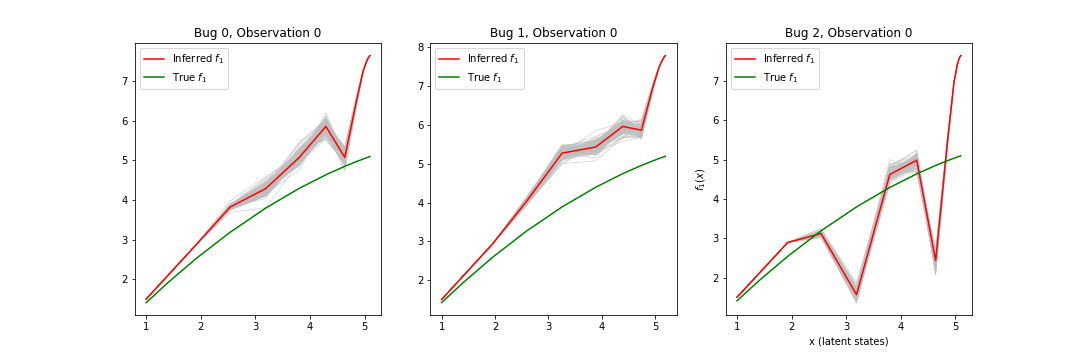 Bug 0, Observation 0
Inferred f₁
True f₁
7
6
5
4
3
2
1 2 3 4 5
Bug 1, Observation 0
Inferred f₁
True f₁
8
7
6
5
4
3
2
1 2 3 4 5
Bug 2, Observation 0
Inferred f₁
True f₁
f₁(x)
7
6
5
4
3
2
1 2 3 4 5
x (latent states)